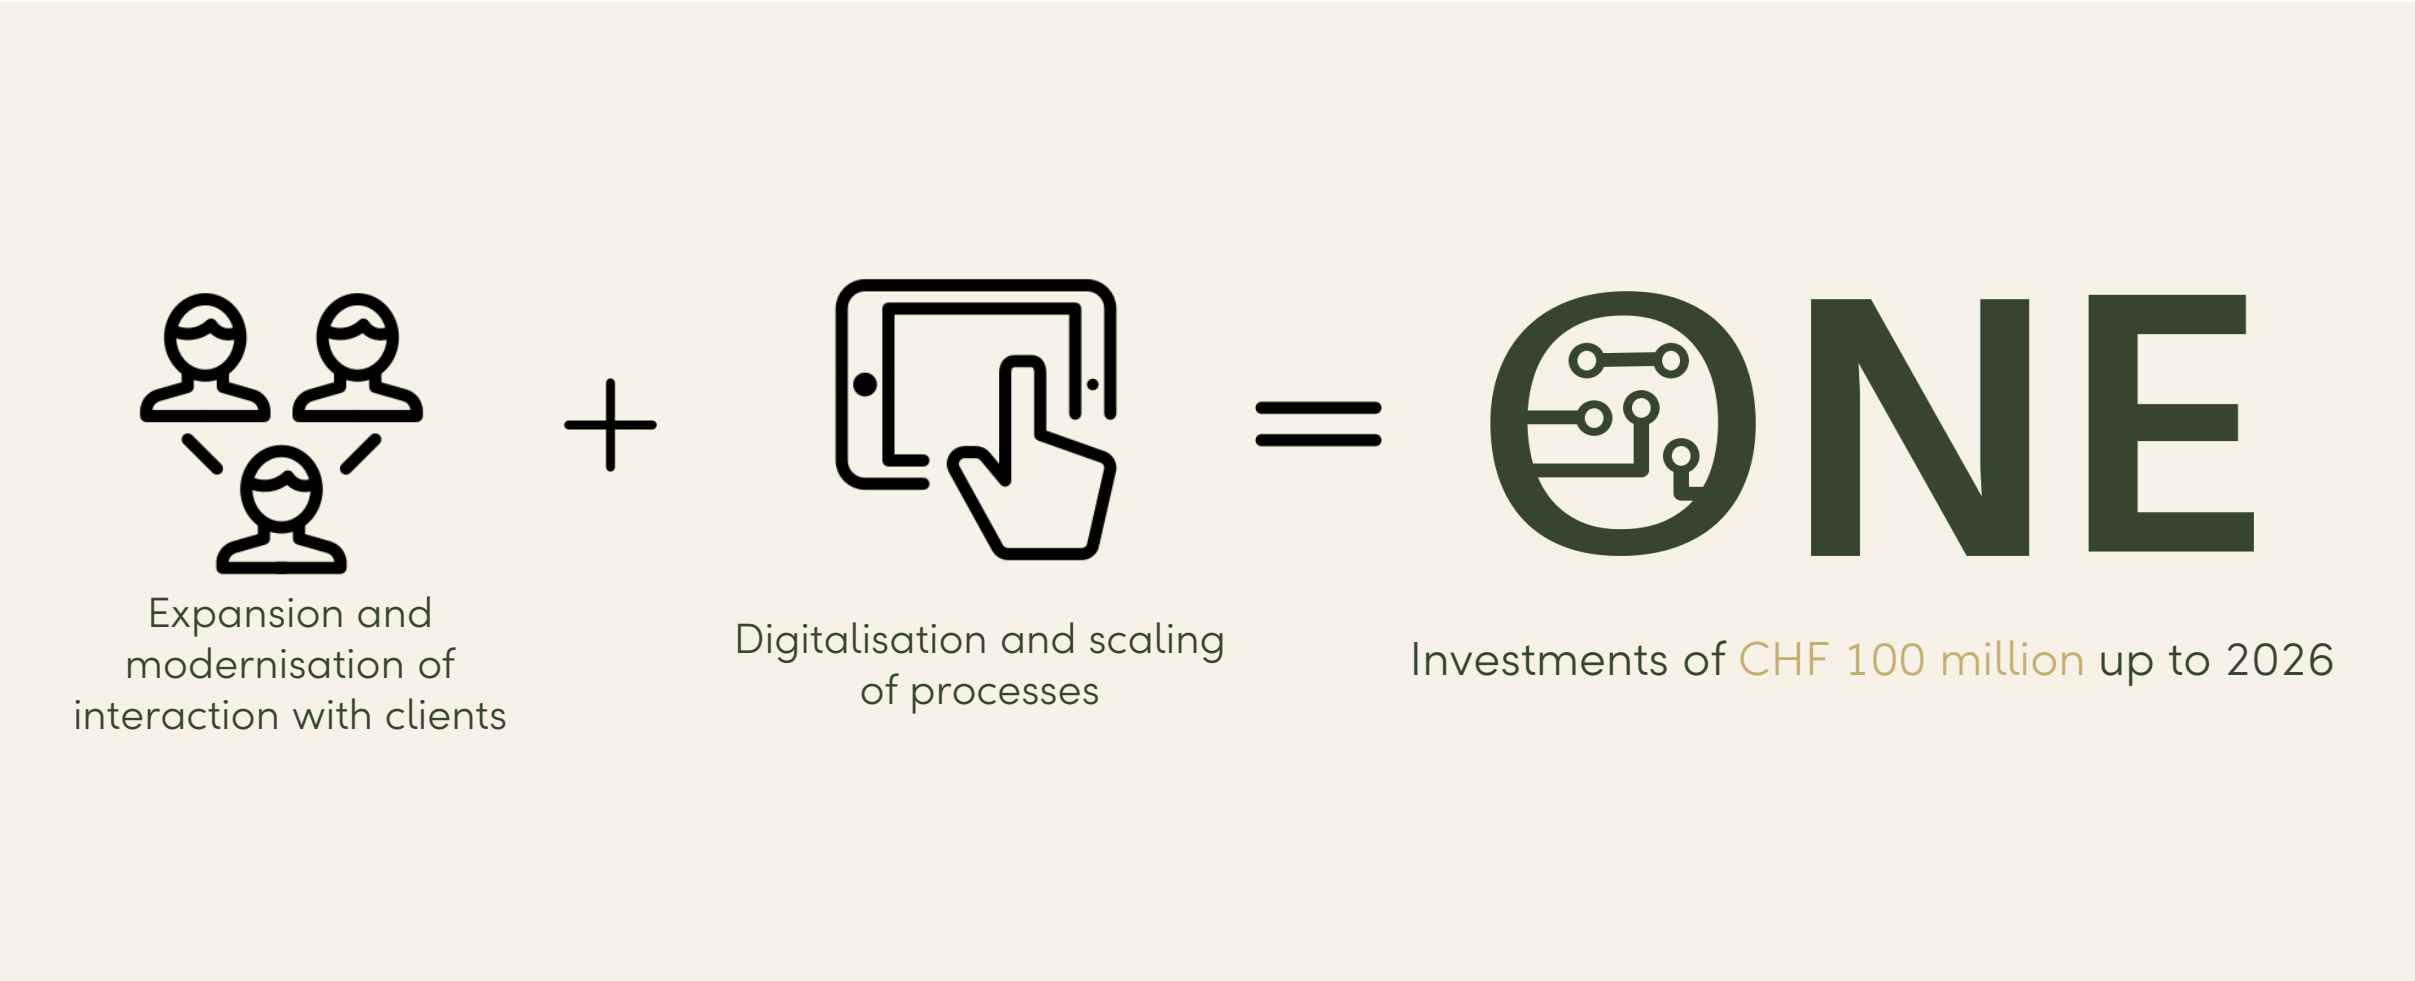 Expansion and
modernisation of
interaction with clients
+
Digitalisation and scaling
of processes
=
ONE
Investments of CHF 100 million up to 2026